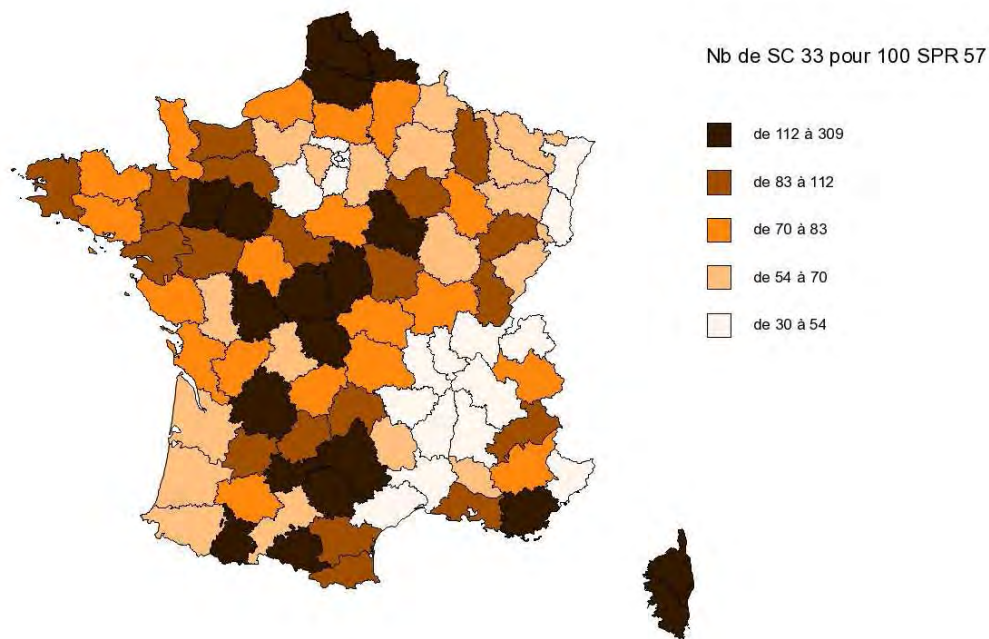 Nb de SC 33 pour 100 SPR 57
de 112 à 309
de 83 à 112
de 70 à 83
de 54 à 70
de 30 à 54